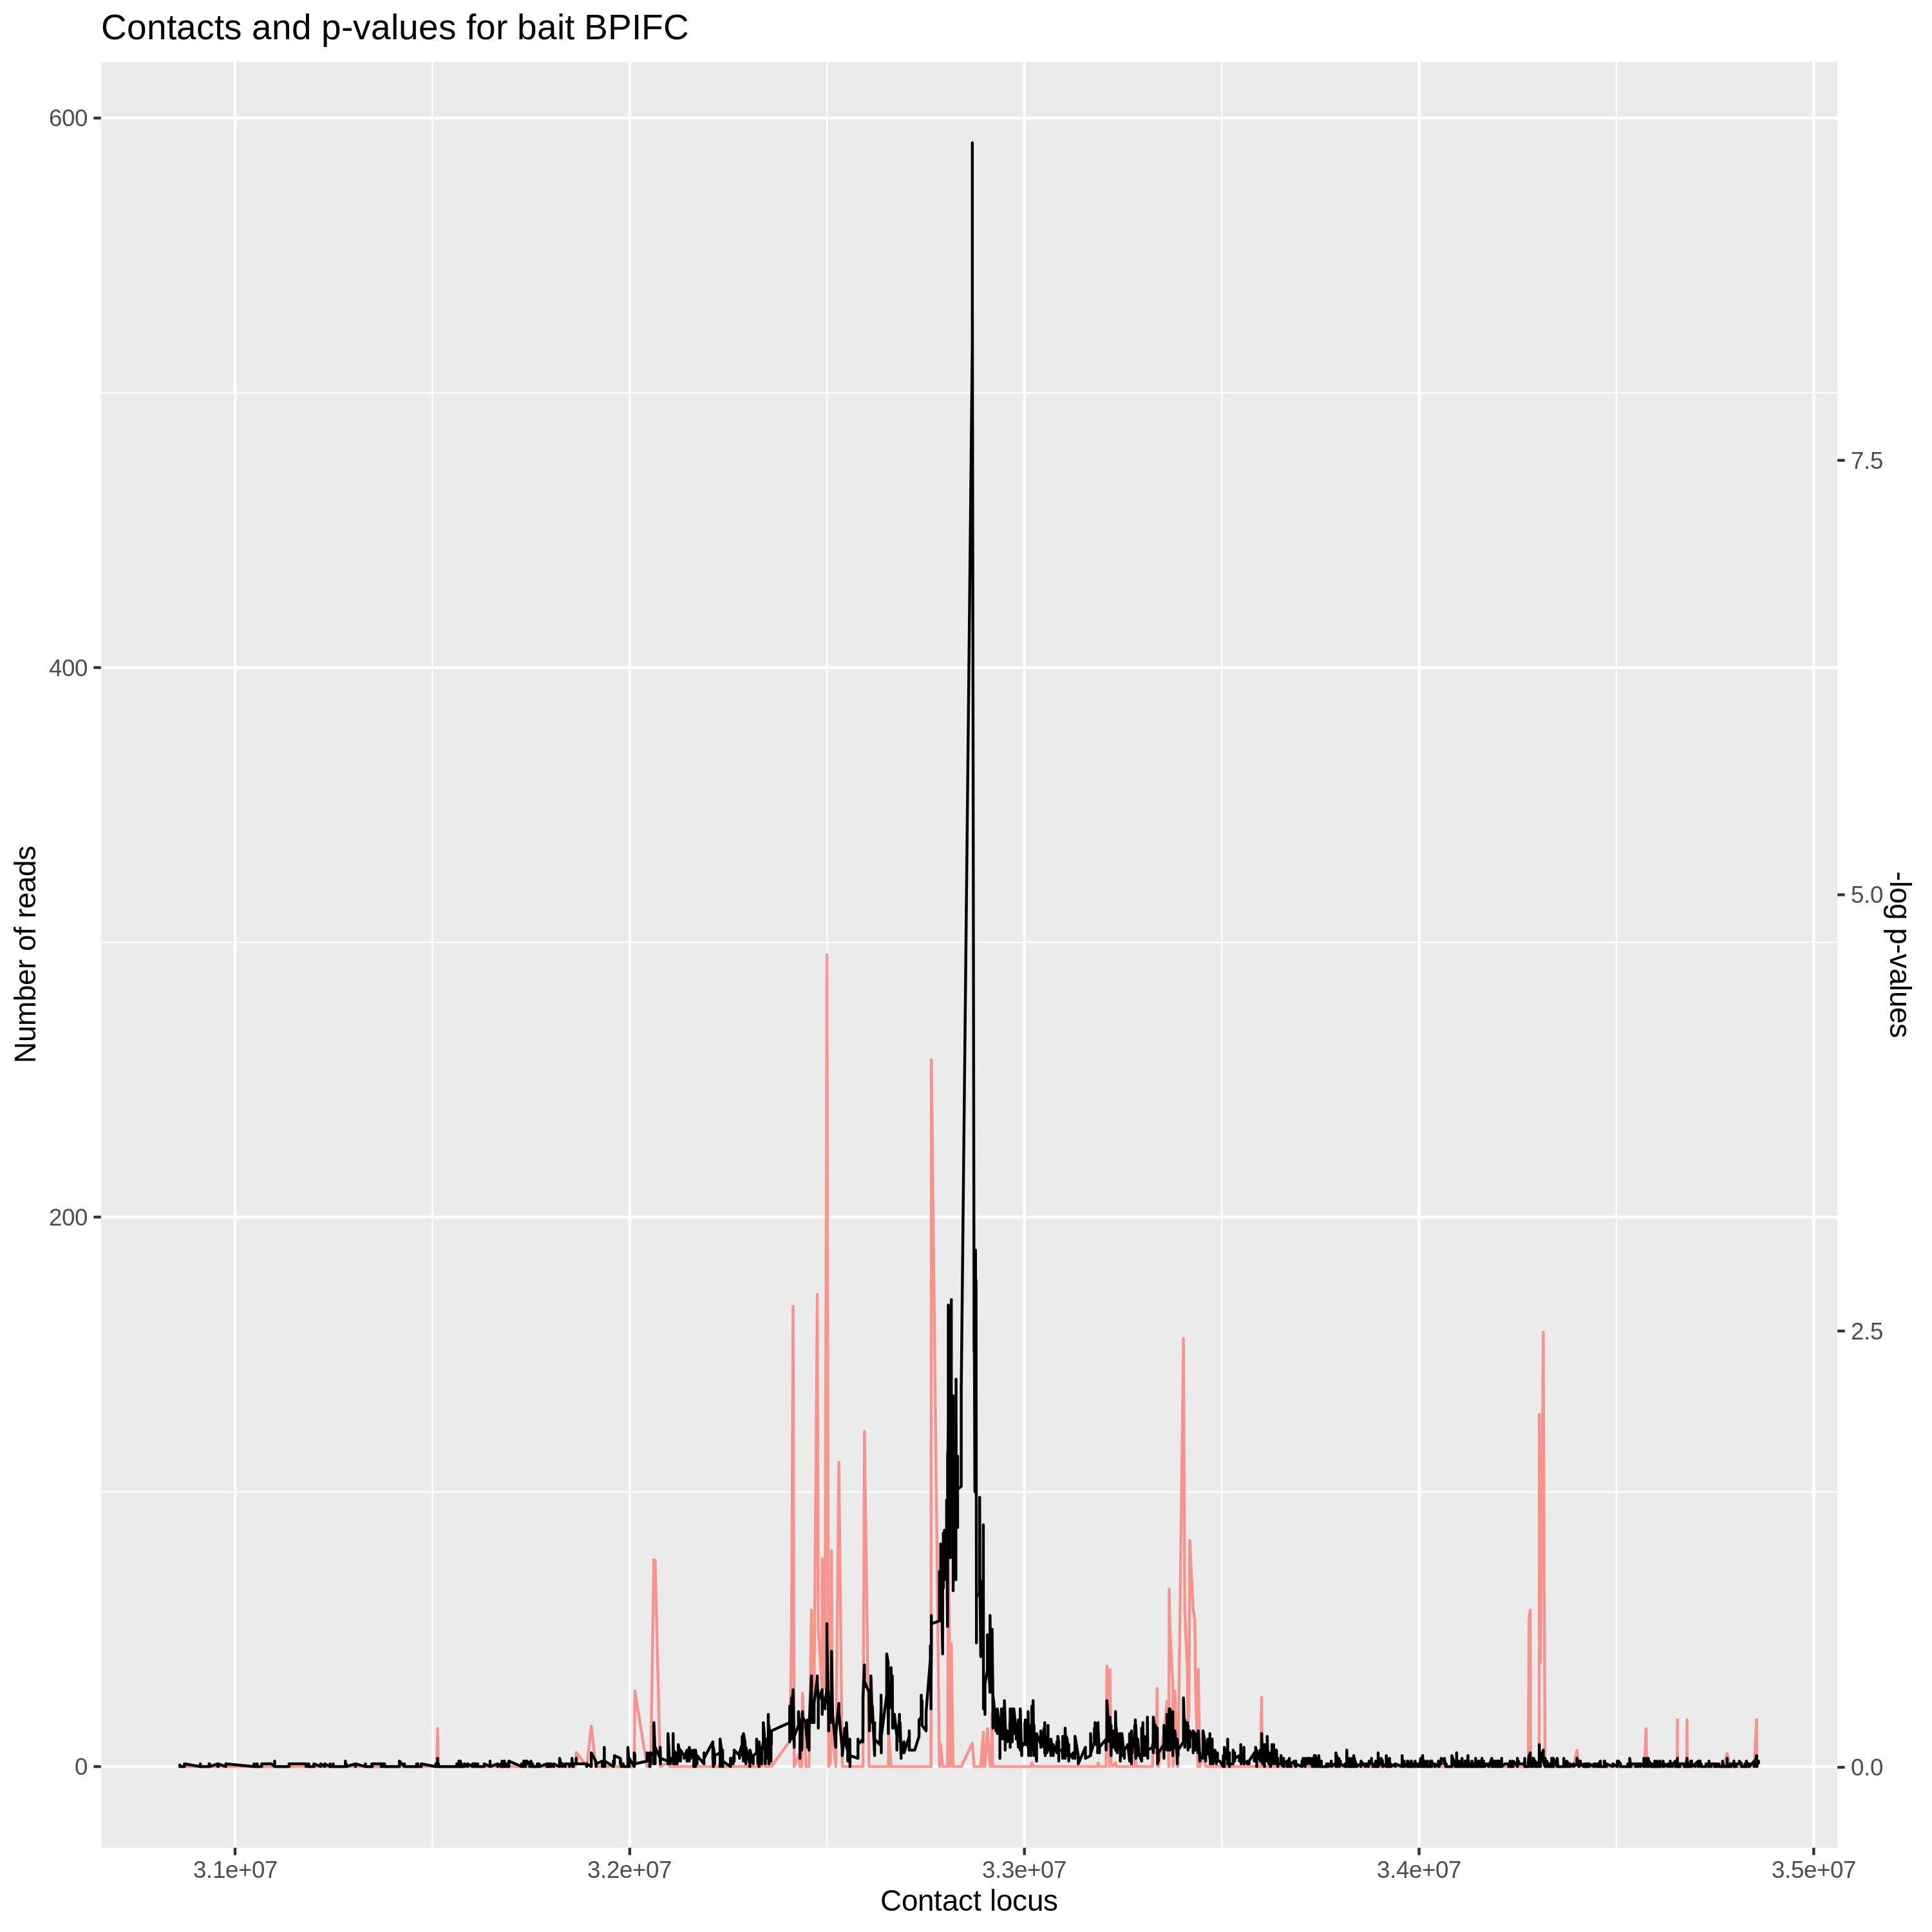 Contacts and p-values for bait BPIFC
600
400
200
0
Number of reads
7.5
5.0
2.5
0.0
-log p-values
3.1e+07
3.2e+07
3.3e+07
3.4e+07
3.5e+07
Contact locus